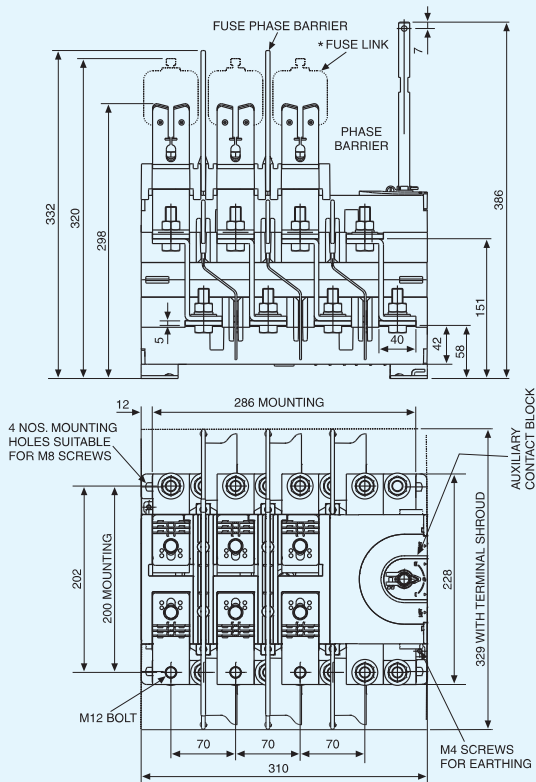 FUSE PHASE BARRIER
*FUSE LINK
7
PHASE
BARRIER
332
320
298
386
151
5
40
42
58
12
286 MOUNTING
4 NOS. MOUNTING
HOLES SUITABLE
FOR M8 SCREWS
AUXILIARY
CONTACT BLOCK
202
200 MOUNTING
228
329 WITH TERMINAL SHROUD
M12 BOLT
70
70
70
310
M4 SCREWS
FOR EARTHING